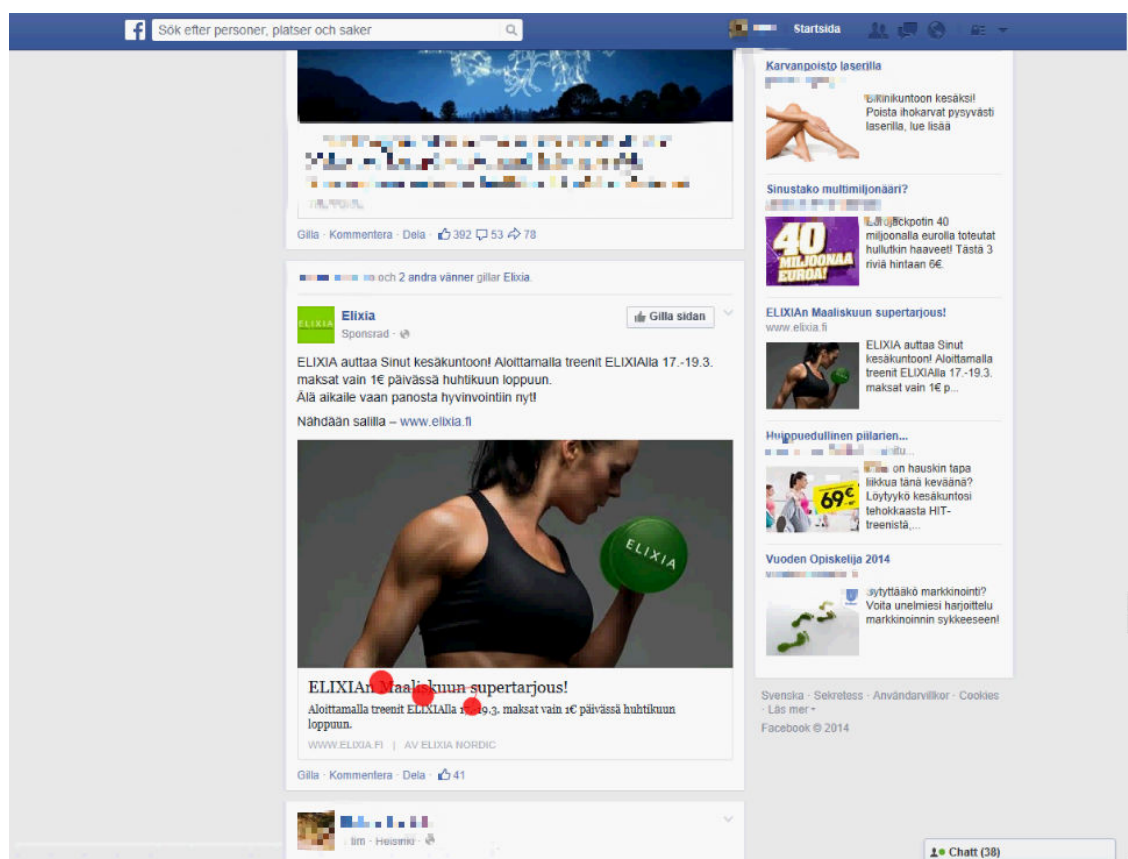 Sök efter personer, platser och saker
Startsida
Gilla · Kommentera · Dela · 392 53 78
och 2 andra vänner gillar Elixia.
ELIXIA
Elixia
Gilla sidan
Sponsrad ·
ELIXIA auttaa Sinut kesäkuntoon! Aloittamalla treenit ELIXIAlla 17.-19.3.
maksat vain 1€ päivässä huhtikuun loppuun.
Älä aikaile vaan panosta hyvinvointiin nyt!
Nähdään salilla – www.elixia.fi
ELIXIA
ELIXIAn Maaliskuun supertarjous!
Aloittamalla treenit ELIXIAlla 17.-19.3. maksat vain 1€ päivässä huhtikuun
loppuun.
WWW.ELIXIA.FI | AV ELIXIA NORDIC
Gilla · Kommentera · Dela · 41
tim · Helsinki ·
Karvanpoisto laserilla
Bikinikuntoon kesäksi!
Poista ihokarvat pysyvästi
laserilla, lue lisää
Sinustako multimiljonääri?
40
MILJOONAA
EUROA!
Eurojackpotin 40
miljoonalla eurolla toteutat
hullutkin haaveet! Tästä 3
riviä hintaan 6€.
ELIXIAn Maaliskuun supertarjous!
www.elixia.fi
ELIXIA auttaa Sinut
kesäkuntoon! Aloittamalla
treenit ELIXIAlla 17.-19.3.
maksat vain 1€ p...
Huippuedullinen piilarien...
69€
on hauskin tapa
liikkua tänä keväänä?
Löytyykö kesäkuntosi
tehokkaasta HIT-
treenistä,...
Vuoden Opiskelija 2014
Sytyttääkö markkinointi?
Voita unelmiesi harjoittelu
markkinoinnin sykkeeseen!
Svenska · Sekretess · Användarvillkor · Cookies
· Läs mer
Facebook © 2014
Chatt (38)